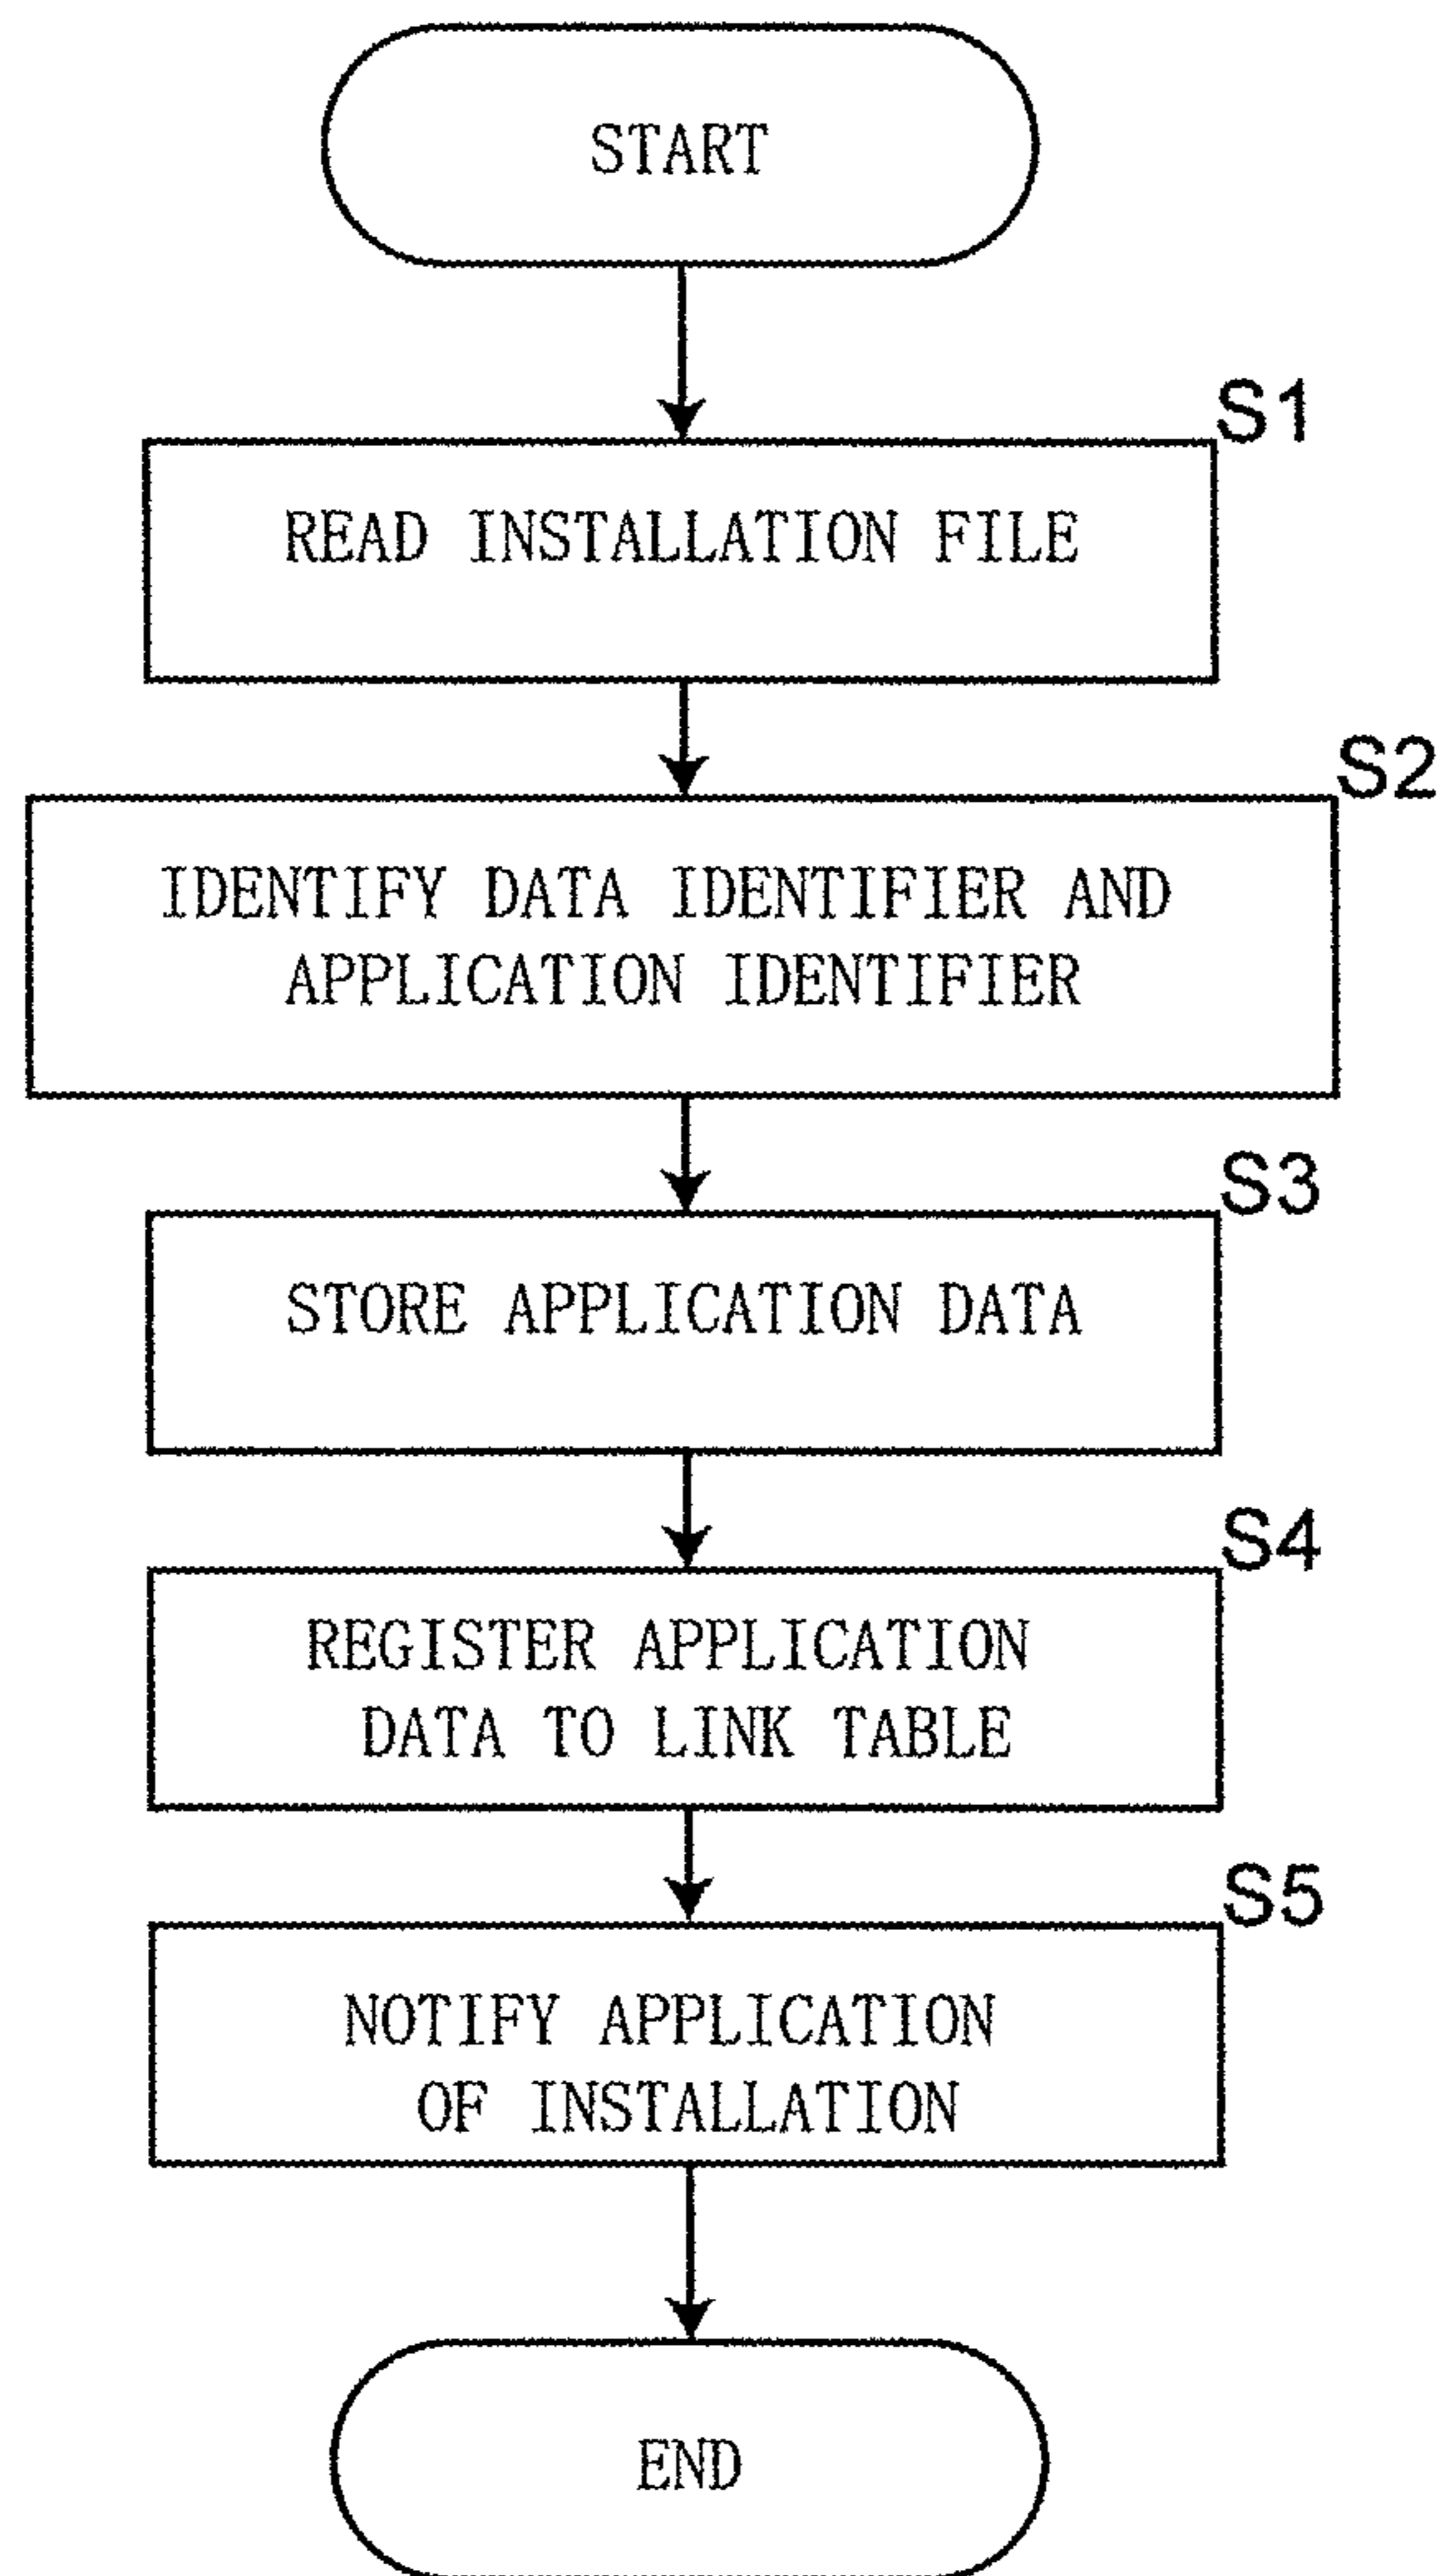 START
S1
READ INSTALLATION FILE
S2
IDENTIFY DATA IDENTIFIER AND
APPLICATION IDENTIFIER
S3
STORE APPLICATION DATA
S4
REGISTER APPLICATION
DATA TO LINK TABLE
S5
NOTIFY APPLICATION
OF INSTALLATION
END